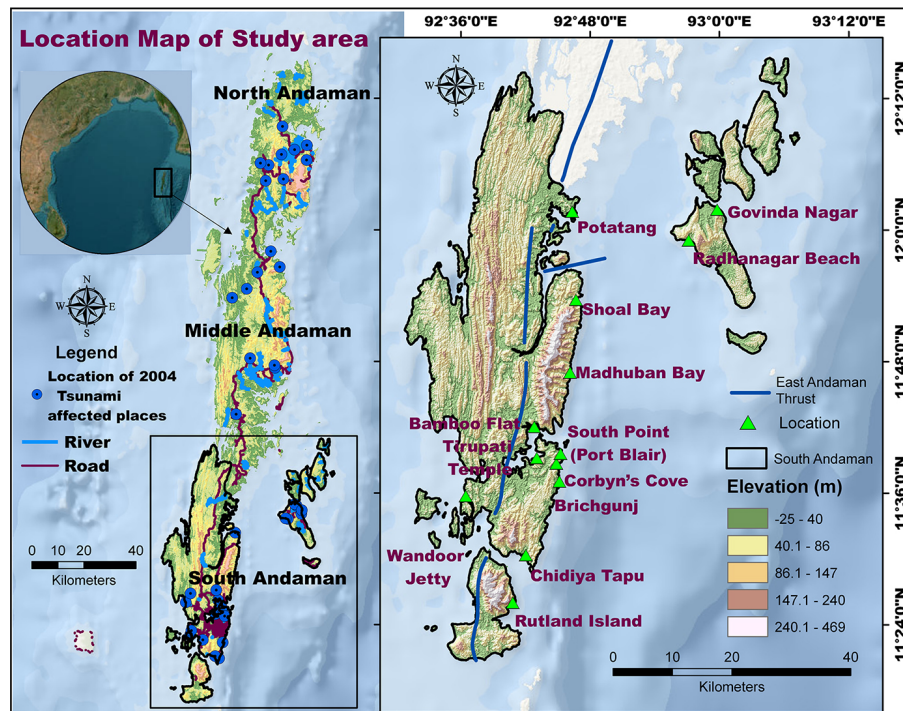 Location Map of Study area
North Andaman
Middle Andaman
South Andaman
N
W
E
S
Legend
Location of 2004
Tsunami
affected places
River
Road
0 10 20 40
Kilometers
92°36'0"E
92°48'0"E
93°00'E
93°12'0"E
N
W
E
S
Potatang
Govinda Nagar
Radhanagar Beach
Shoal Bay
Madhuban Bay
Bamboo Flat
Tirupati
Temple
South Point
(Port Blair)
Corbyn's Cove
Brichgunj
Wandoor
Jetty
Chidiya Tapu
Rutland Island
12°12'0"N
12°0'0"N
11°48'0"N
11°36'0"N
11°24'0"N
East Andaman
Thrust
Location
South Andaman
Elevation (m)
-25 - 40
40.1 - 86
86.1 - 147
147.1 - 240
240.1 - 469
0 10 20 40
Kilometers